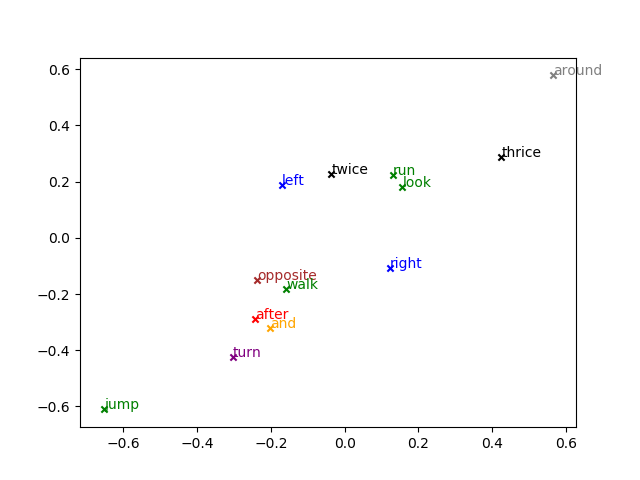 around
0.6
0.4
thrice
twice
run
left
look
0.2
0.0
right
opposite
walk
−0.2
after
and
turn
−0.4
jump
−0.6
−0.6
−0.4
−0.2
0.0
0.2
0.4
0.6